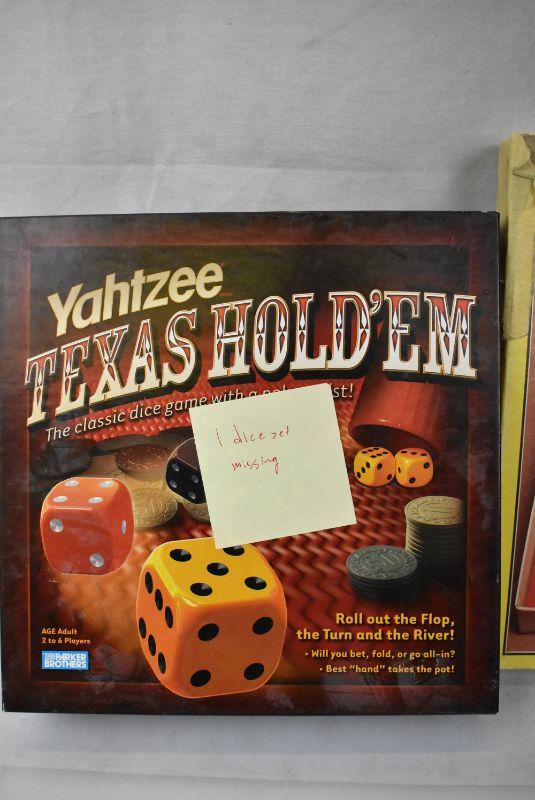 Yahtzee
TEXAS HOLD'EM
The classic dice game with a st!
1 dice set
missing
Roll out the Flop,
the Turn and the River!
• Will you bet, fold, or go all-in?
• Best "hand" takes the pot!
AGE Adult
2 to 6 Players
PARKER
BROTHERS